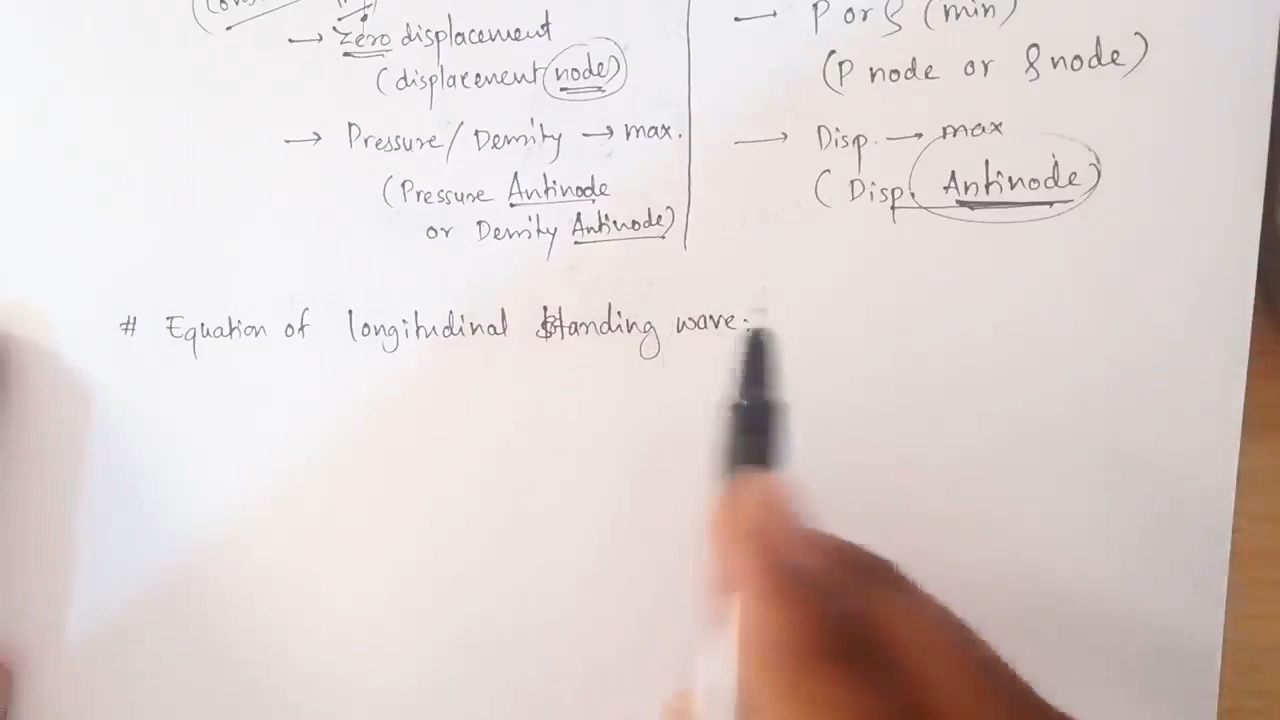 → Zero displacement
(displacement node)
→ Pressure/Density → max.
(Pressure Antinode
or Density Antinode)
→ P or ρ (min)
(P node or ρ node)
→ Disp. → max
(Disp. Antinode)
# Equation of longitudinal standing wave: